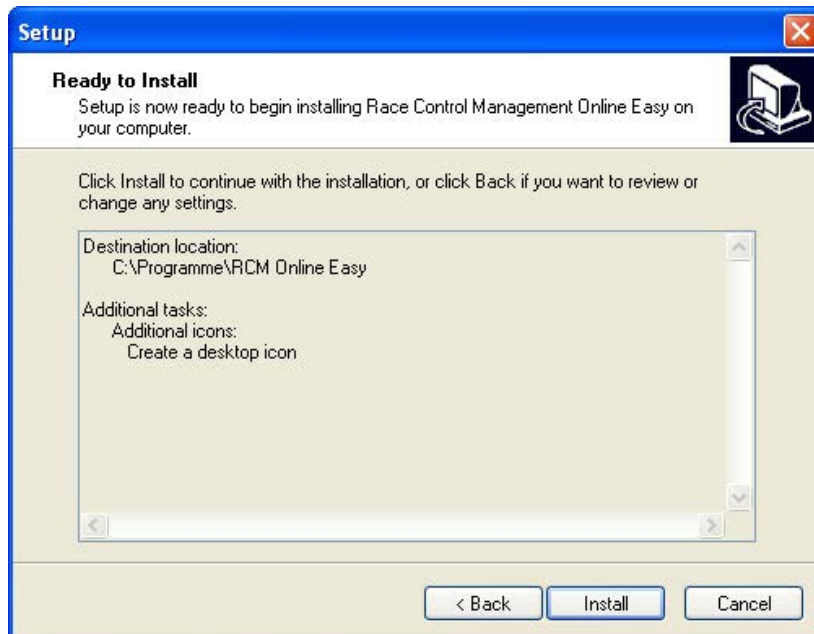 Setup
Ready to Install
Setup is now ready to begin installing Race Control Management Online Easy on
your computer.
Click Install to continue with the installation, or click Back if you want to review or
change any settings.
Destination location:
C:\Programme\RCM Online Easy
Additional tasks:
Additional icons:
Create a desktop icon
< Back
Install
Cancel